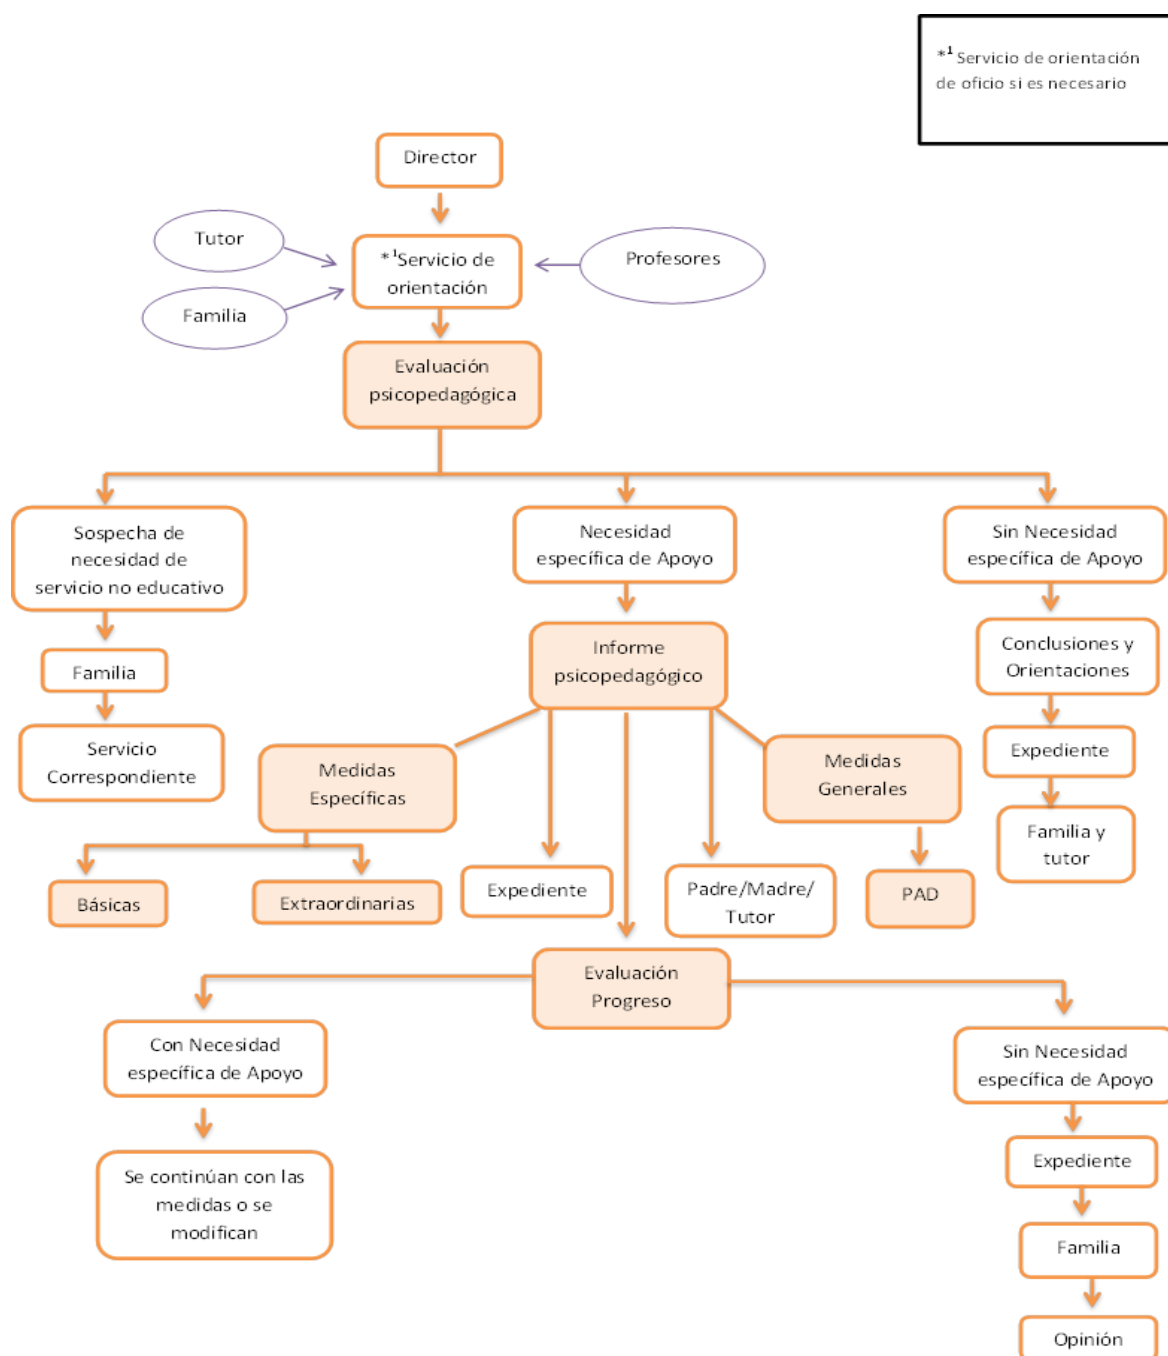 *¹ Servicio de orientación
de oficio si es necesario
Director
Tutor
*¹Servicio de
orientación
Profesores
Familia
Evaluación
psicopedagógica
Sospecha de
necesidad de
servicio no educativo
Necesidad
específica de Apoyo
Sin Necesidad
específica de Apoyo
Familia
Informe
psicopedagógico
Conclusiones y
Orientaciones
Servicio
Correspondiente
Medidas
Específicas
Medidas
Generales
Expediente
Básicas
Extraordinarias
Expediente
Padre/Madre/
Tutor
PAD
Familia y
tutor
Evaluación
Progreso
Con Necesidad
específica de Apoyo
Sin Necesidad
específica de Apoyo
Se continúan con las
medidas o se
modifican
Expediente
Familia
Opinión